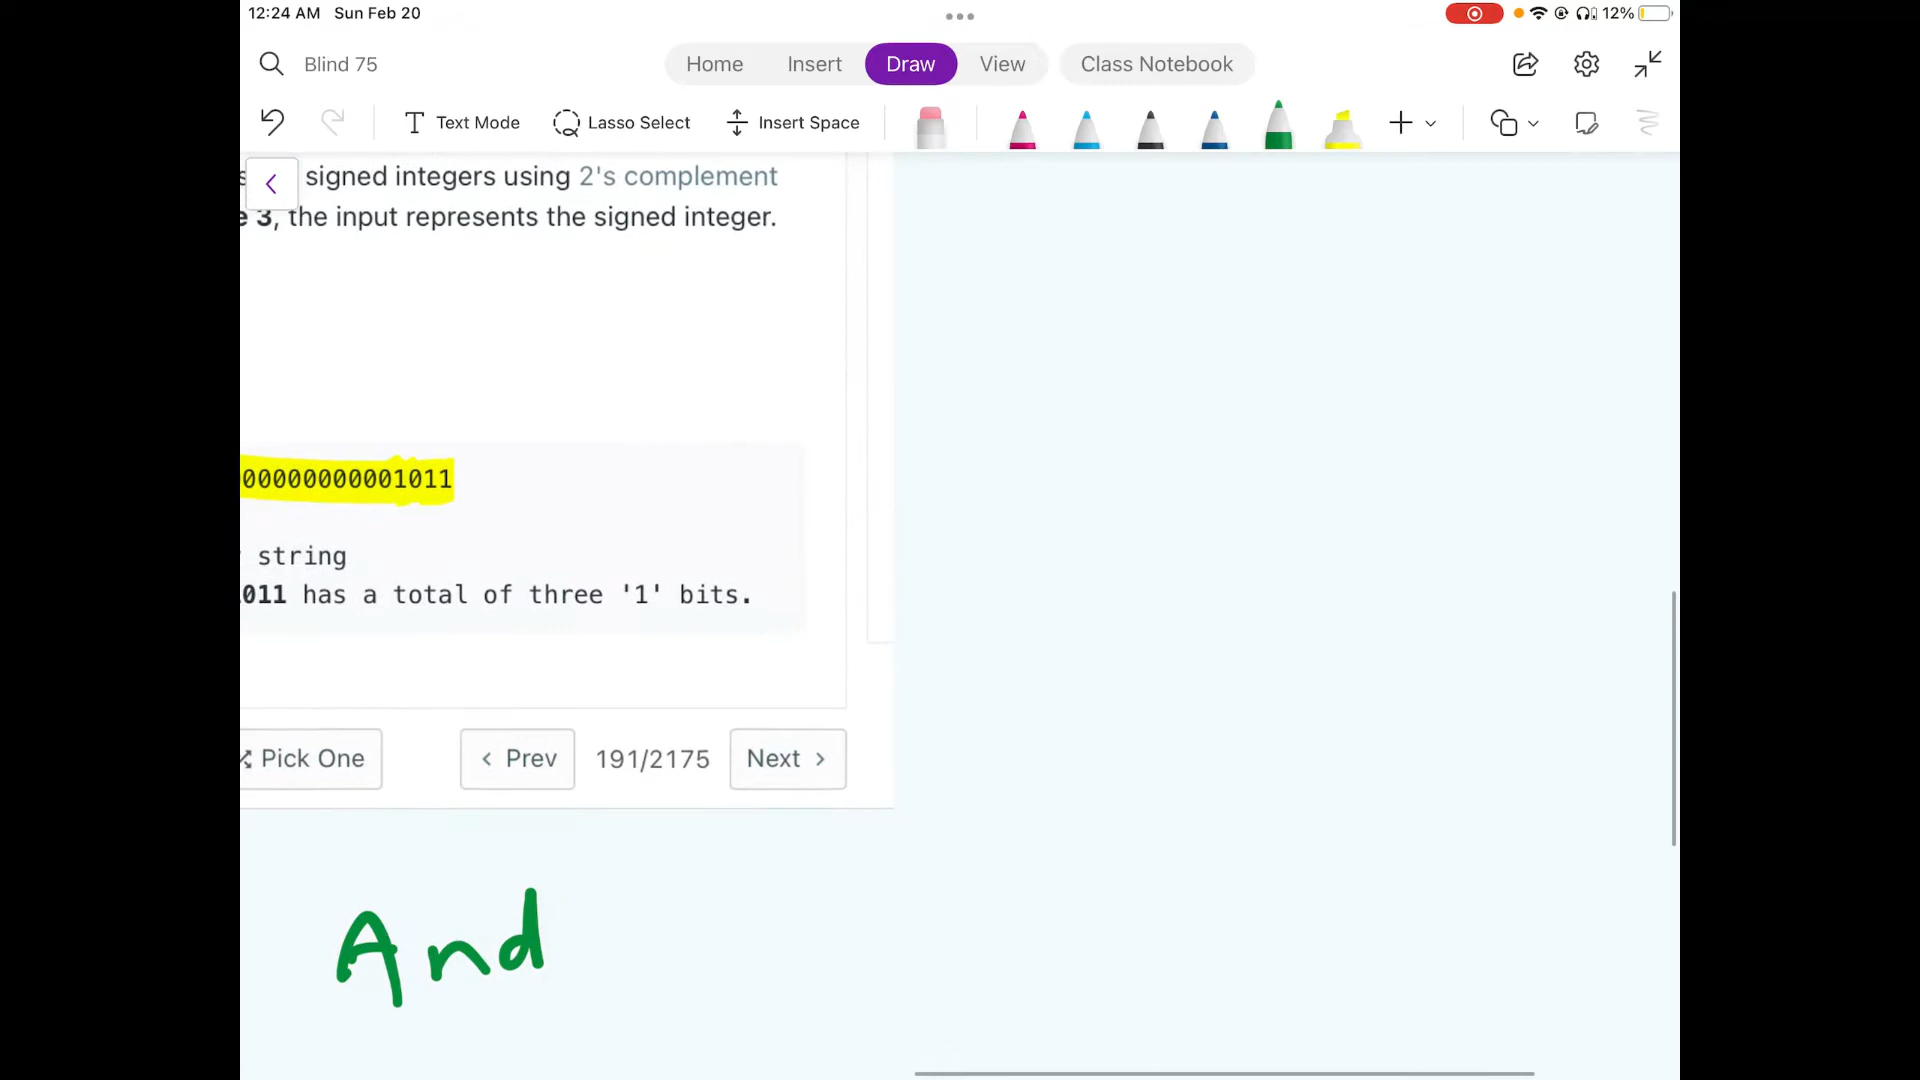 12:24 AM Sun Feb 20
12%
Blind 75
Home Insert Draw View Class Notebook
Text Mode Lasso Select Insert Space
signed integers using 2's complement
e 3, the input represents the signed integer.
00000000001011
string
011 has a total of three '1' bits.
Pick One Prev 191/2175 Next
And